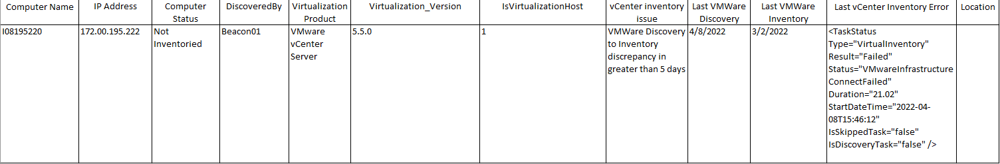 Computer Name IP Address Computer Status DiscoveredBy Virtualization Product Virtualization_Version IsVirtualizationHost vCenter inventory issue Last VMWare Discovery Last VMWare Inventory Last vCenter Inventory Error Location
I08195220
172.00.195.222
Not
Inventoried
Beacon01
VMware
vCenter
Server
5.5.0
1
VMWare Discovery
to Inventory
discrepancy in
greater than 5 days
4/8/2022
3/2/2022
<TaskStatus
Type="VirtualInventory"
Result="Failed"
Status="VMwareInfrastructure
ConnectFailed"
Duration="21.02"
StartDateTime="2022-04-
08T15:46:12"
IsSkippedTask="false"
IsDiscoveryTask="false" />